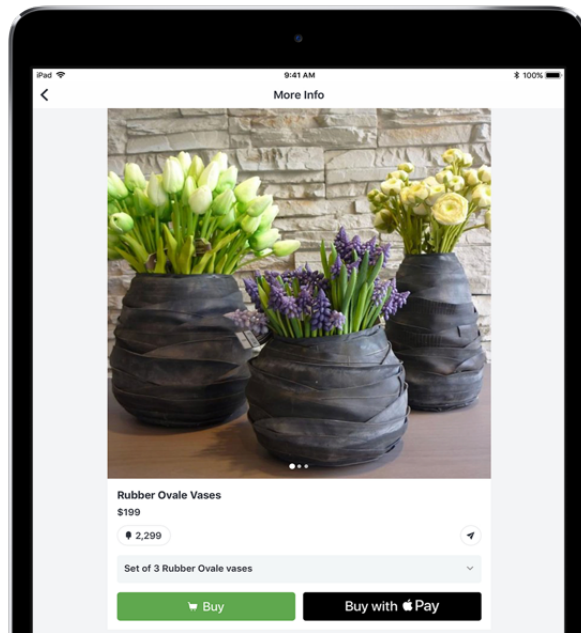 iPad
9:41 AM
100%
More Info
Rubber Ovale Vases
$199
2,299
Set of 3 Rubber Ovale vases
Buy
Buy with Pay